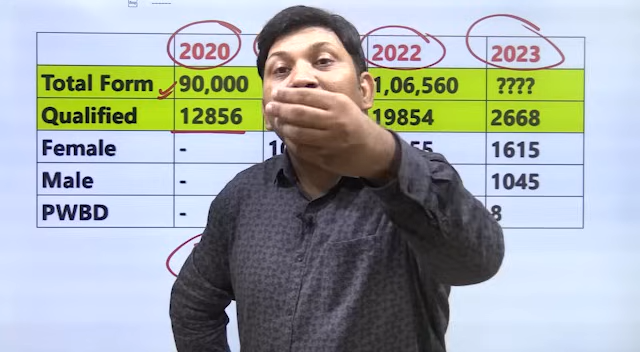 2020 2022 2023
Total Form 90,000 1,06,560 ????
Qualified 12856 19854 2668
Female - 1615
Male - 1045
PWBD - 8